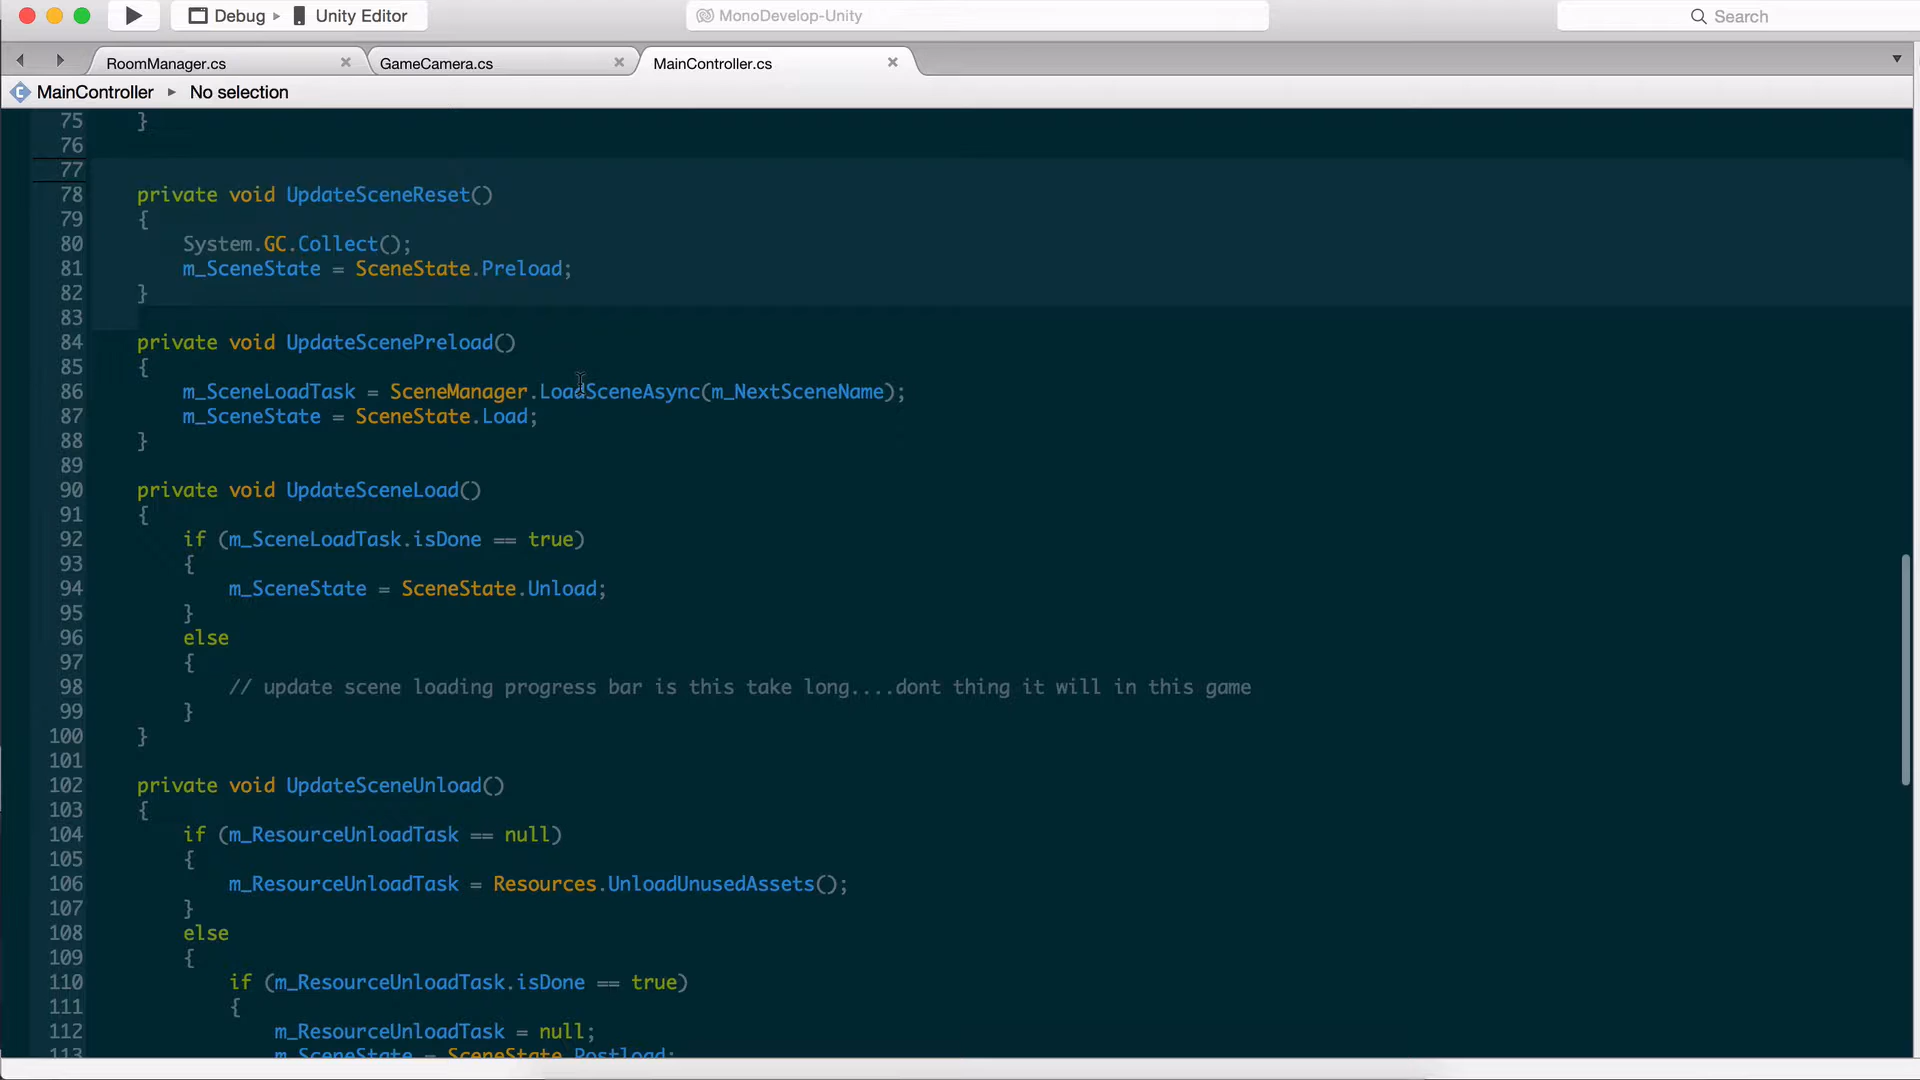 Debug Unity Editor MonoDevelop-Unity Search
RoomManager.cs GameCamera.cs MainController.cs
MainController No selection
75 }
76
77
78 private void UpdateSceneReset()
79 {
80 System.GC.Collect();
81 m_SceneState = SceneState.Preload;
82 }
83
84 private void UpdateScenePreload()
85 {
86 m_SceneLoadTask = SceneManager.LoadSceneAsync(m_NextSceneName);
87 m_SceneState = SceneState.Load;
88 }
89
90 private void UpdateSceneLoad()
91 {
92 if (m_SceneLoadTask.isDone == true)
93 {
94 m_SceneState = SceneState.Unload;
95 }
96 else
97 {
98 // update scene loading progress bar is this take long....dont thing it will in this game
99 }
100 }
101
102 private void UpdateSceneUnload()
103 {
104 if (m_ResourceUnloadTask == null)
105 {
106 m_ResourceUnloadTask = Resources.UnloadUnusedAssets();
107 }
108 else
109 {
110 if (m_ResourceUnloadTask.isDone == true)
111 {
112 m_ResourceUnloadTask = null;
113 m_SceneState = SceneState.Postload;